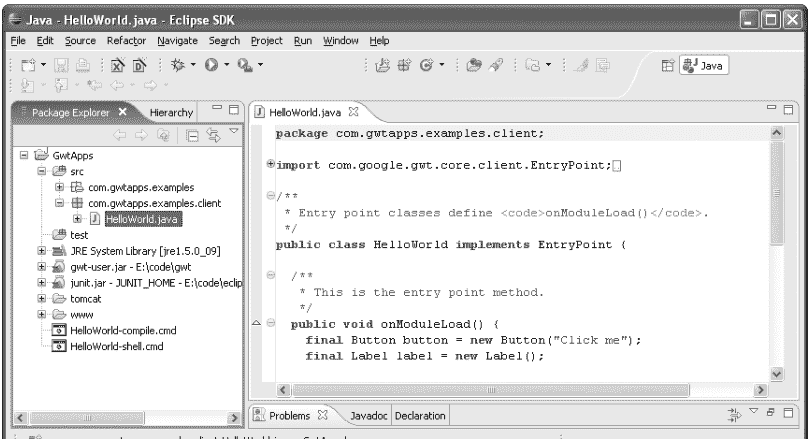 Java - HelloWorld.java - Eclipse SDK
File Edit Source Refactor Navigate Search Project Run Window Help
Java
Package Explorer Hierarchy
HelloWorld.java
GwtApps
src
com.gwtapps.examples
com.gwtapps.examples.client
HelloWorld.java
test
JRE System Library [jre1.5.0_09]
gwt-user.jar - E:\code\gwt
junit.jar - JUNIT_HOME - E:\code\eclip
tomcat
www
HelloWorld-compile.cmd
HelloWorld-shell.cmd
package com.gwtapps.examples.client;
import com.google.gwt.core.client.EntryPoint;
/**
* Entry point classes define <code>onModuleLoad()</code>.
*/
public class HelloWorld implements EntryPoint {
/**
* This is the entry point method.
*/
public void onModuleLoad() {
final Button button = new Button("Click me");
final Label label = new Label();
Problems Javadoc Declaration